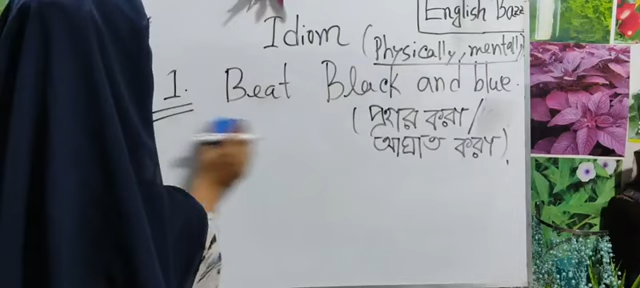 English Bazz
Idiom (Physically, mentally
1. Beat Black and blue.
(প্রহার করা/
আঘাত করা),